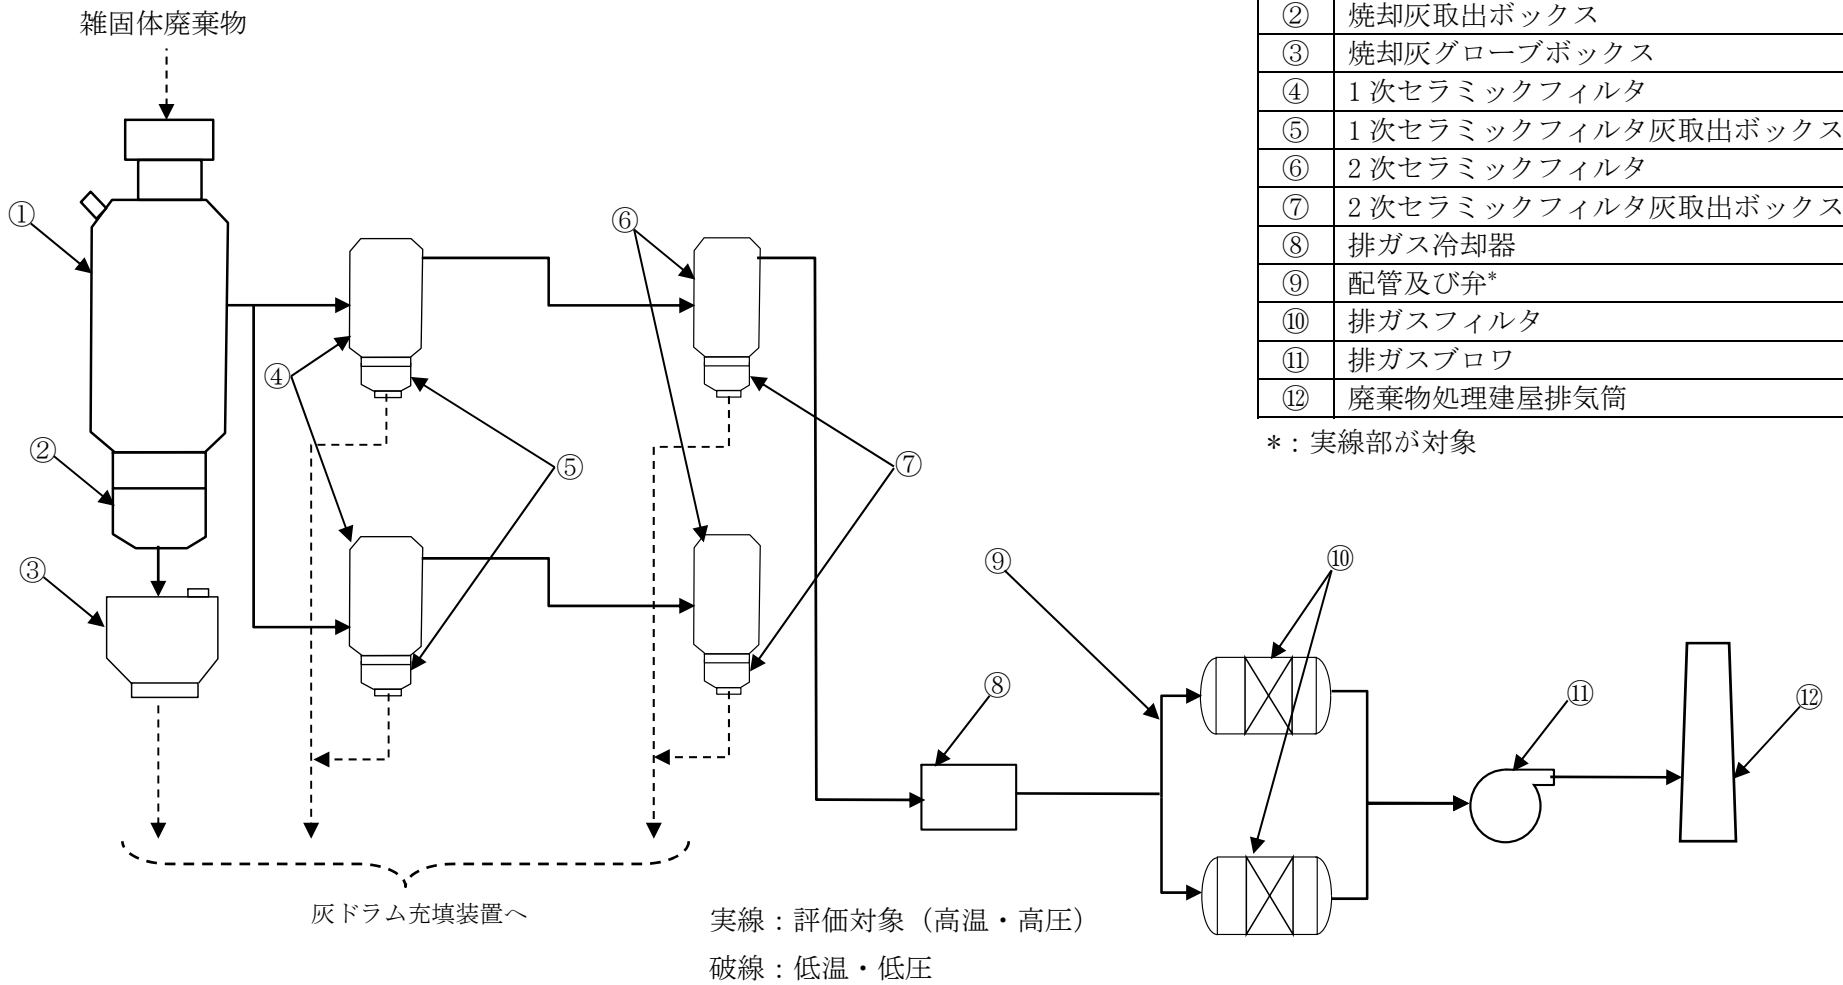 雑固体廃棄物
② 焼却灰取出ボックス
③ 焼却灰グローブボックス
④ 1次セラミックフィルタ
⑤ 1次セラミックフィルタ灰取出ボックス
⑥ 2次セラミックフィルタ
⑦ 2次セラミックフィルタ灰取出ボックス
⑧ 排ガス冷却器
⑨ 配管及び弁*
⑩ 排ガスフィルタ
⑪ 排ガスブロワ
⑫ 廃棄物処理建屋排気筒
*：実線部が対象
①
⑥
④
②
⑤
⑦
③
⑨
⑩
⑧
⑪
⑫
灰ドラム充填装置へ
実線：評価対象（高温・高圧）
破線：低温・低圧